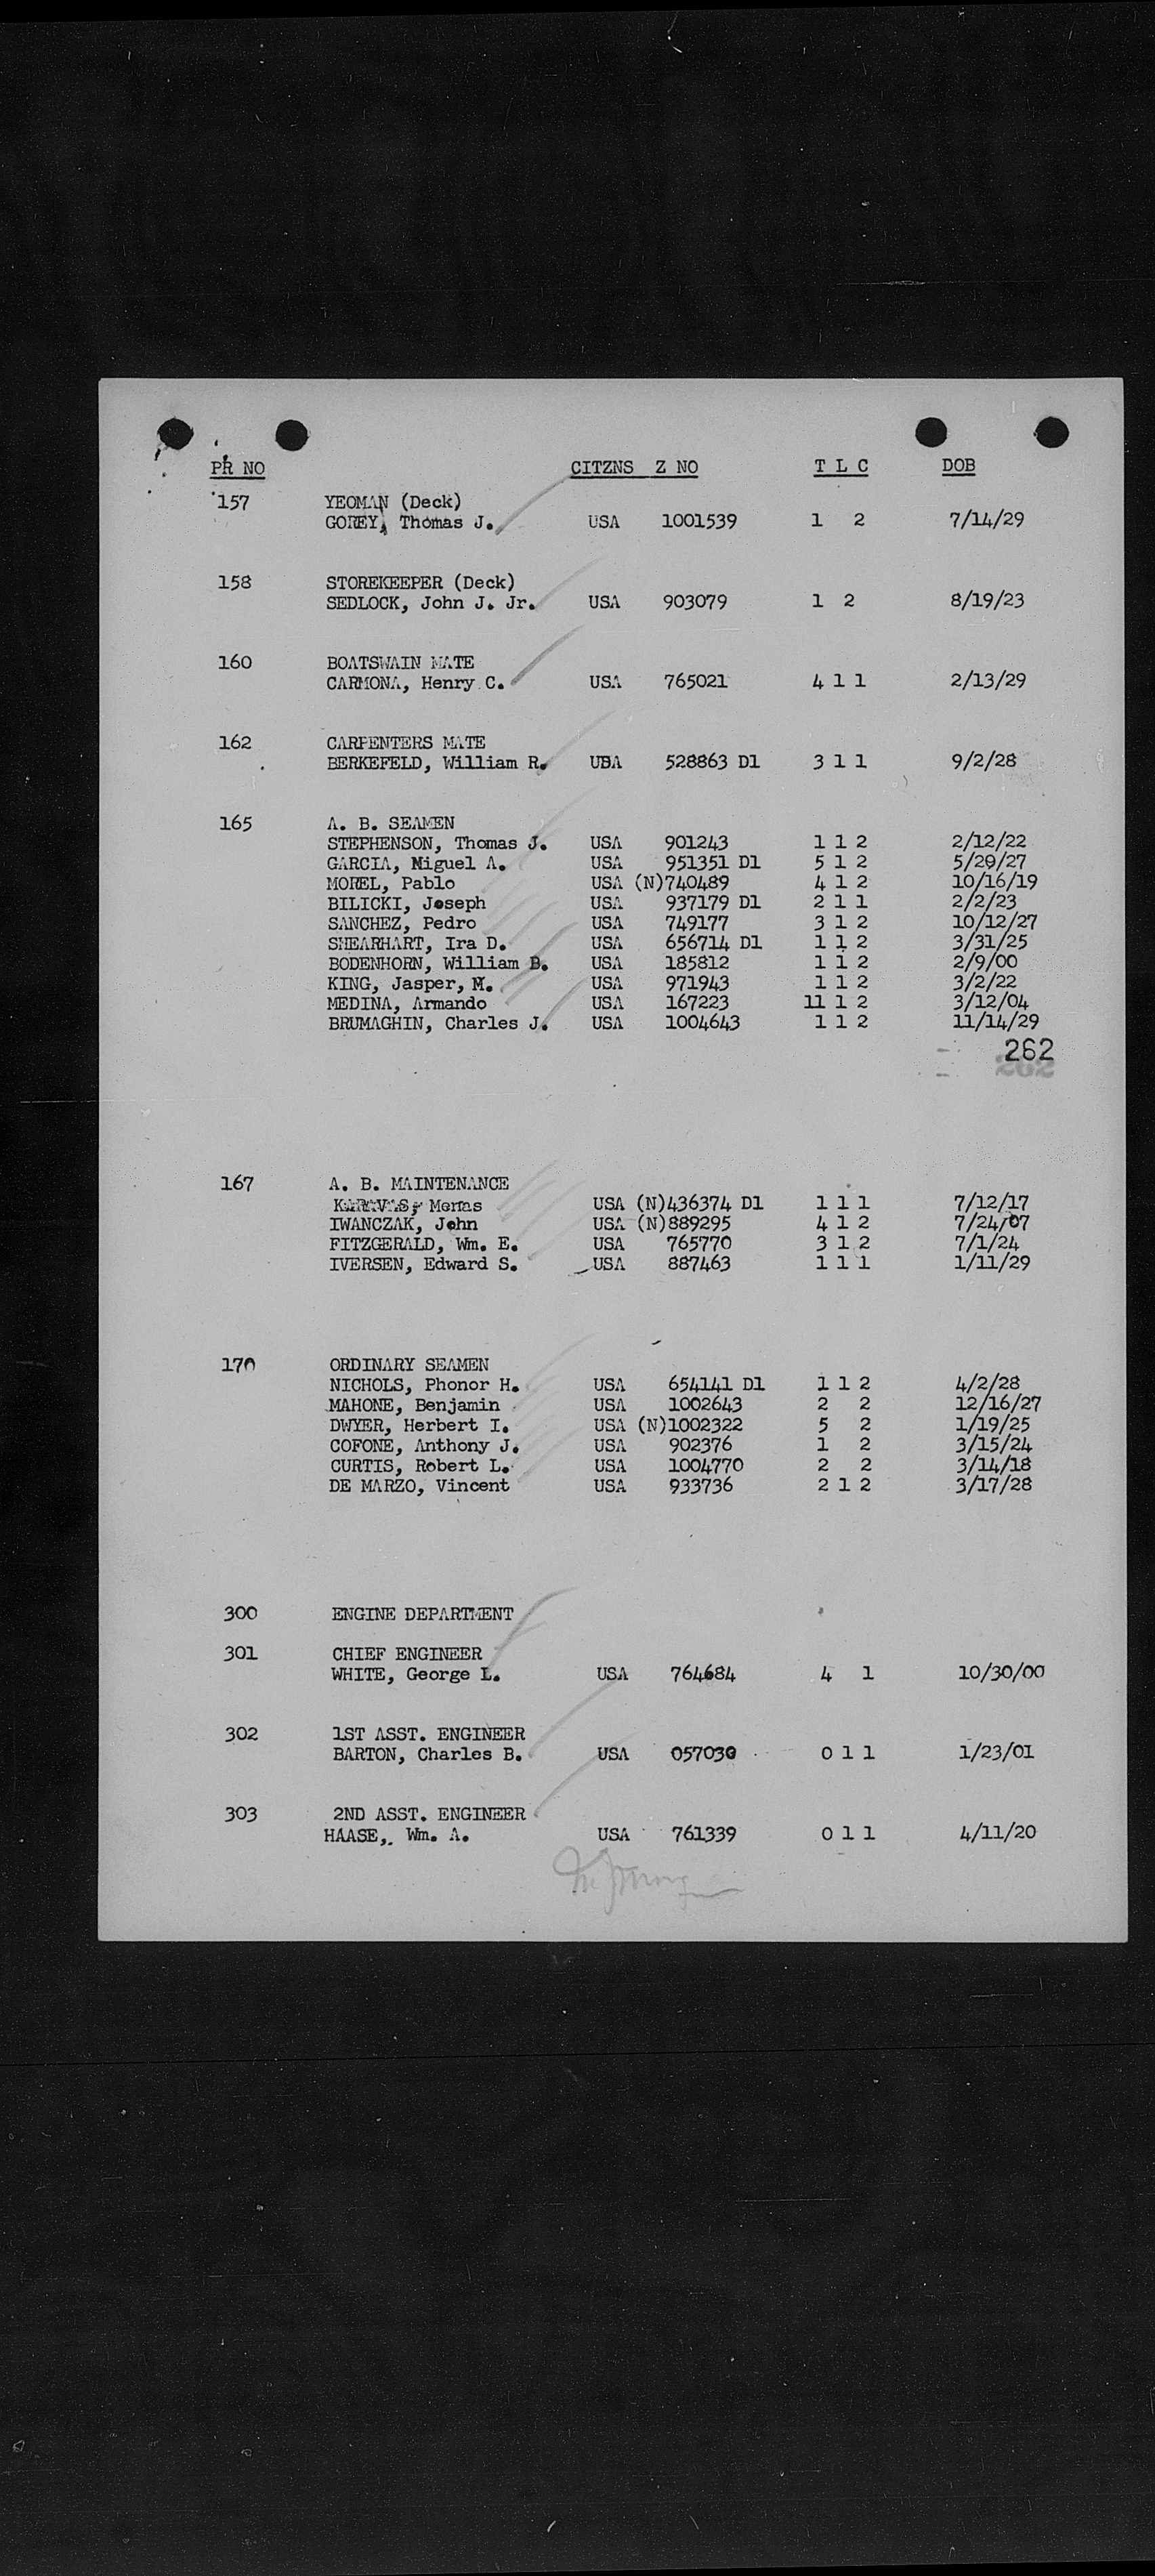 PR NO CITZNS Z NO T L C DOB
157 YEOMAN (Deck)
GOREY, Thomas J. USA 1001539 1 2 7/14/29
158 STOREKEEPER (Deck)
SEDLOCK, John J. Jr. USA 903079 1 2 8/19/23
160 BOATSWAIN MATE
CARMONA, Henry C. USA 765021 4 1 1 2/13/29
162 CARPENTERS MATE
BERKEFELD, William R. UBA 528863 D1 3 1 1 9/2/28
165 A. B. SEAMEN
STEPHENSON, Thomas J. USA 901243 1 1 2 2/12/22
GARCIA, Miguel A. USA 951351 D1 5 1 2 5/29/27
MOREL, Pablo USA (N)740489 4 1 2 10/16/19
BILICKI, Joseph USA 937179 D1 2 1 1 2/2/23
SANCHEZ, Pedro USA 749177 3 1 2 10/12/27
SHEARHART, Ira D. USA 656714 D1 1 1 2 3/31/25
BODENHORN, William B. USA 185812 1 1 2 2/9/00
KING, Jasper, M. USA 971943 1 1 2 3/2/22
MEDINA, Armando USA 167223 11 1 2 3/12/04
BRUMAGHIN, Charles J. USA 1004643 1 1 2 11/14/29
262
167 A. B. MAINTENANCE
USA (N)436374 D1 1 1 1 7/12/17
IWANCZAK, John USA (N)889295 4 1 2 7/24/07
FITZGERALD, Wm. E. USA 765770 3 1 2 7/1/24
IVERSEN, Edward S. USA 887463 1 1 1 1/11/29
170 ORDINARY SEAMEN
NICHOLS, Phonor H. USA 654141 D1 1 1 2 4/2/28
MAHONE, Benjamin USA 1002643 2 2 12/16/27
DWYER, Herbert I. USA (N)1002322 5 2 1/19/25
COFONE, Anthony J. USA 902376 1 2 3/15/24
CURTIS, Robert L. USA 1004770 2 2 3/14/18
DE MARZO, Vincent USA 933736 2 1 2 3/17/28
300 ENGINE DEPARTMENT
301 CHIEF ENGINEER
WHITE, George L. USA 764684 4 1 10/30/00
302 1ST ASST. ENGINEER
BARTON, Charles B. USA 057030 0 1 1 1/23/01
303 2ND ASST. ENGINEER
HAASE,. Wm. A. USA 761339 0 1 1 4/11/20